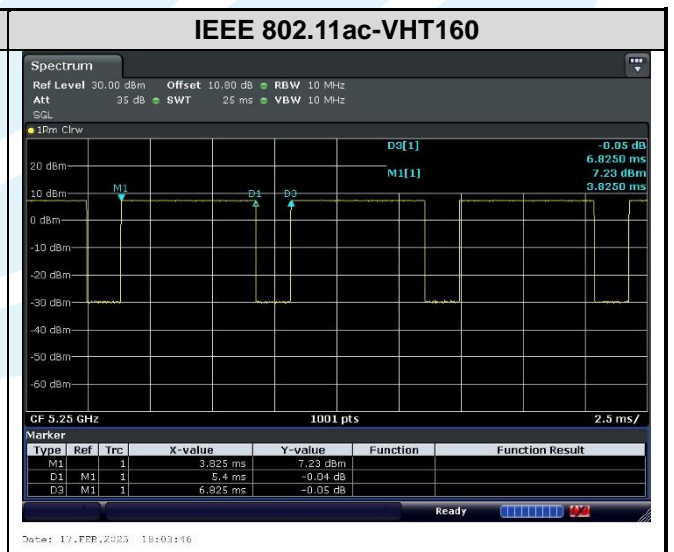 IEEE 802.11ac-VHT160
Spectrum
Ref Level 30.00 dBm Offset 10.80 dB RBW 10 MHz
Att 35 dB SWT 25 ms VBW 10 MHz
SGL
1Rm Clrw
D3[1] -0.05 dB
6.8250 ms
20 dBm
M1[1] 7.23 dBm
3.8250 ms
10 dBm
M1 D1 D3
0 dBm
-10 dBm
-20 dBm
-30 dBm
-40 dBm
-50 dBm
-60 dBm
CF 5.25 GHz 1001 pts 2.5 ms/
Marker
Type Ref Trc X-value Y-value Function Function Result
M1 1 3.825 ms 7.23 dBm
D1 M1 1 5.4 ms -0.04 dB
D3 M1 1 6.825 ms -0.05 dB
Ready
Date: 17.FEB.2023 18:03:46